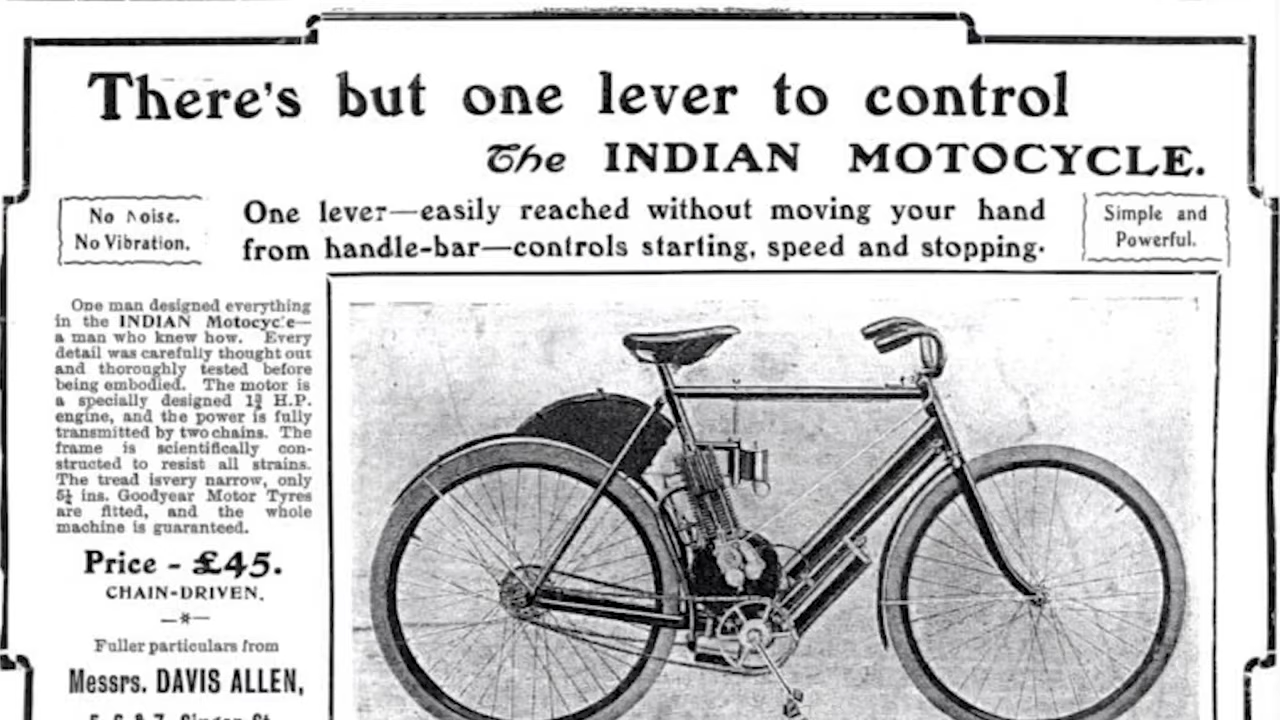 There's but one lever to control
The INDIAN MOTOCYCLE.
No Noise.
No Vibration.
One lever—easily reached without moving your hand
from handle-bar—controls starting, speed and stopping.
Simple and
Powerful.
One man designed everything
in the INDIAN Motocycle—
a man who knew how. Every
detail was carefully thought out
and thoroughly tested before
being embodied. The motor is
a specially designed 1¾ H.P.
engine, and the power is fully
transmitted by two chains. The
frame is scientifically con-
structed to resist all strains.
The tread isvery narrow, only
ins. Goodyear Motor Tyres
are fitted, and the whole
machine is guaranteed.
Price - £45.
CHAIN-DRIVEN.
Fuller particulars from
Messrs. DAVIS ALLEN,